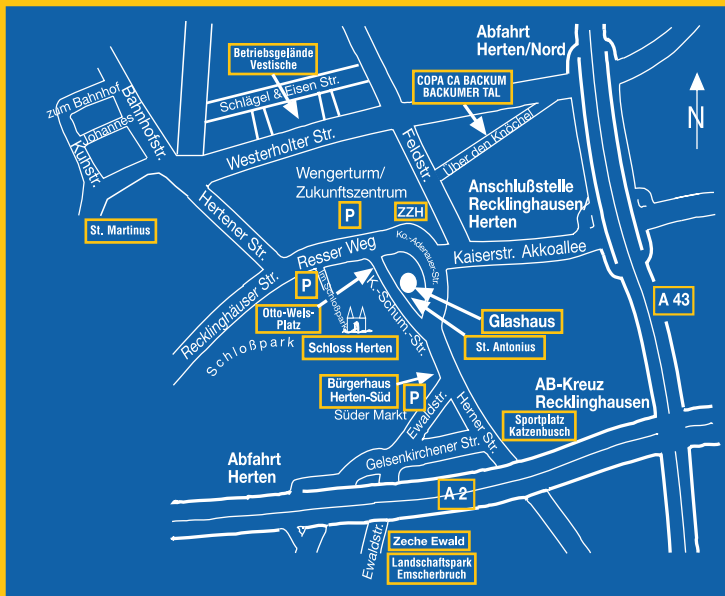 Abfahrt
Herten/Nord
Betriebsgelände
Vestische
COPA CA BACKUM
BACKUMER TAL
Schlägel & Eisen Str.
zum Bahnhof
Bahnhofstr.
Johannes
Kuhstr.
Westerholter Str.
Feldstr.
Über den Knöchel
N
Wengerturm/
Zukunftszentrum
P
ZZH
Anschlußstelle
Recklinghausen/
Herten
St. Martinus
Hertener Str.
Resser Weg
Ko.-Adenauer-Str.
Kaiserstr. Akkoallee
Recklinghäuser Str.
P
Im Schloßpark
K.-Schum.-Str.
A 43
Otto-Wels-
Platz
Glashaus
Schloßpark
Schloss Herten
St. Antonius
Bürgerhaus
Herten-Süd
P
AB-Kreuz
Recklinghausen
Süder Markt
Ewaldstr.
Herner Str.
Sportplatz
Katzenbusch
Gelsenkirchener Str.
Abfahrt
Herten
A 2
Ewaldstr.
Zeche Ewald
Landschaftspark
Emscherbruch